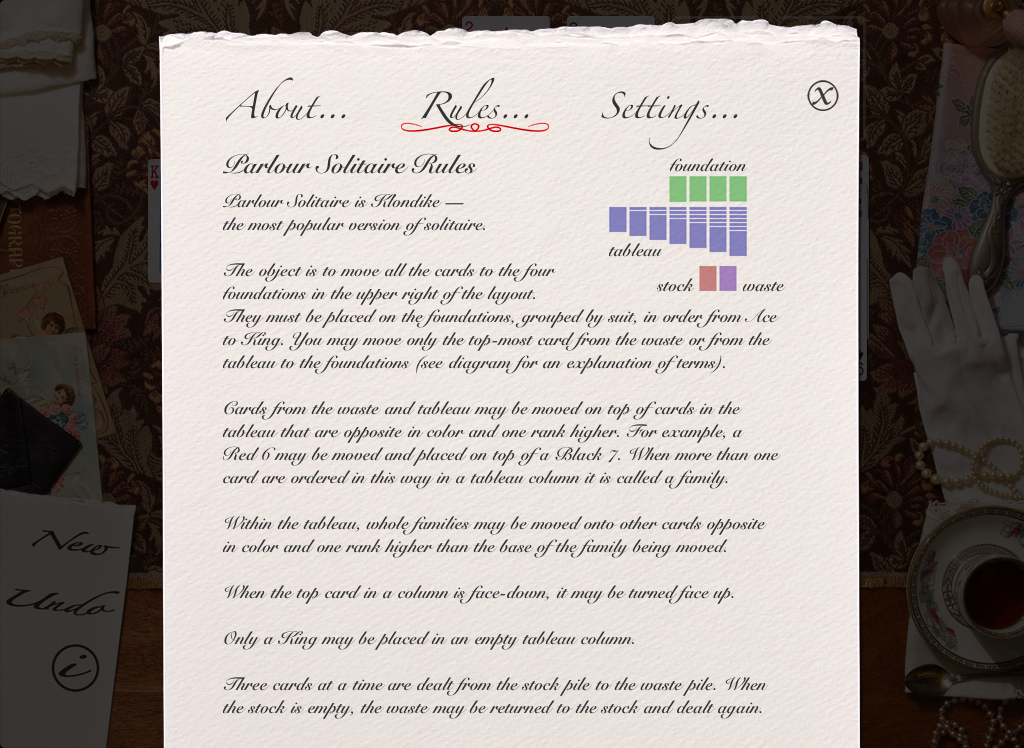 About...
Rules...
Settings...
x
Parlour Solitaire Rules
foundation
tableau
stock
waste
Parlour Solitaire is Klondike —
the most popular version of solitaire.
The object is to move all the cards to the four
foundations in the upper right of the layout.
They must be placed on the foundations, grouped by suit, in order from Ace
to King. You may move only the top-most card from the waste or from the
tableau to the foundations (see diagram for an explanation of terms).
Cards from the waste and tableau may be moved on top of cards in the
tableau that are opposite in color and one rank higher. For example, a
Red 6 may be moved and placed on top of a Black 7. When more than one
card are ordered in this way in a tableau column it is called a family.
Within the tableau, whole families may be moved onto other cards opposite
in color and one rank higher than the base of the family being moved.
When the top card in a column is face-down, it may be turned face up.
Only a King may be placed in an empty tableau column.
Three cards at a time are dealt from the stock pile to the waste pile. When
the stock is empty, the waste may be returned to the stock and dealt again.
K
New
Undo
i